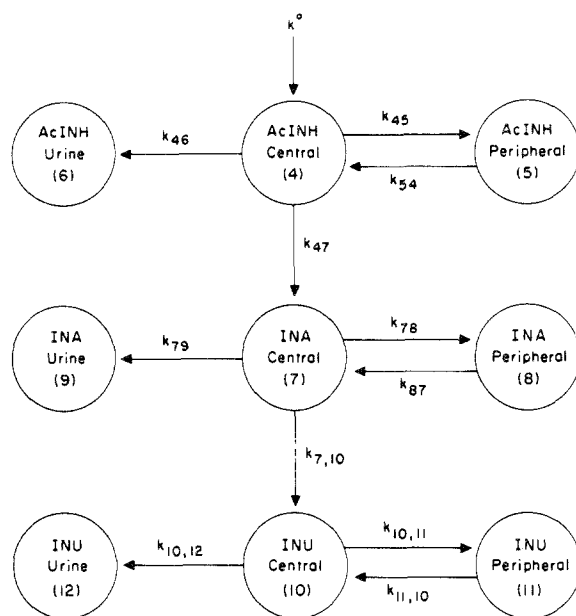 k°
AcINH
Urine
(6)
k46
AcINH
Central
(4)
k45
k54
AcINH
Peripheral
(5)
k47
INA
Urine
(9)
k79
INA
Central
(7)
k78
k87
INA
Peripheral
(8)
k7,10
INU
Urine
(12)
k10,12
INU
Central
(10)
k10,11
k11,10
INU
Peripheral
(11)